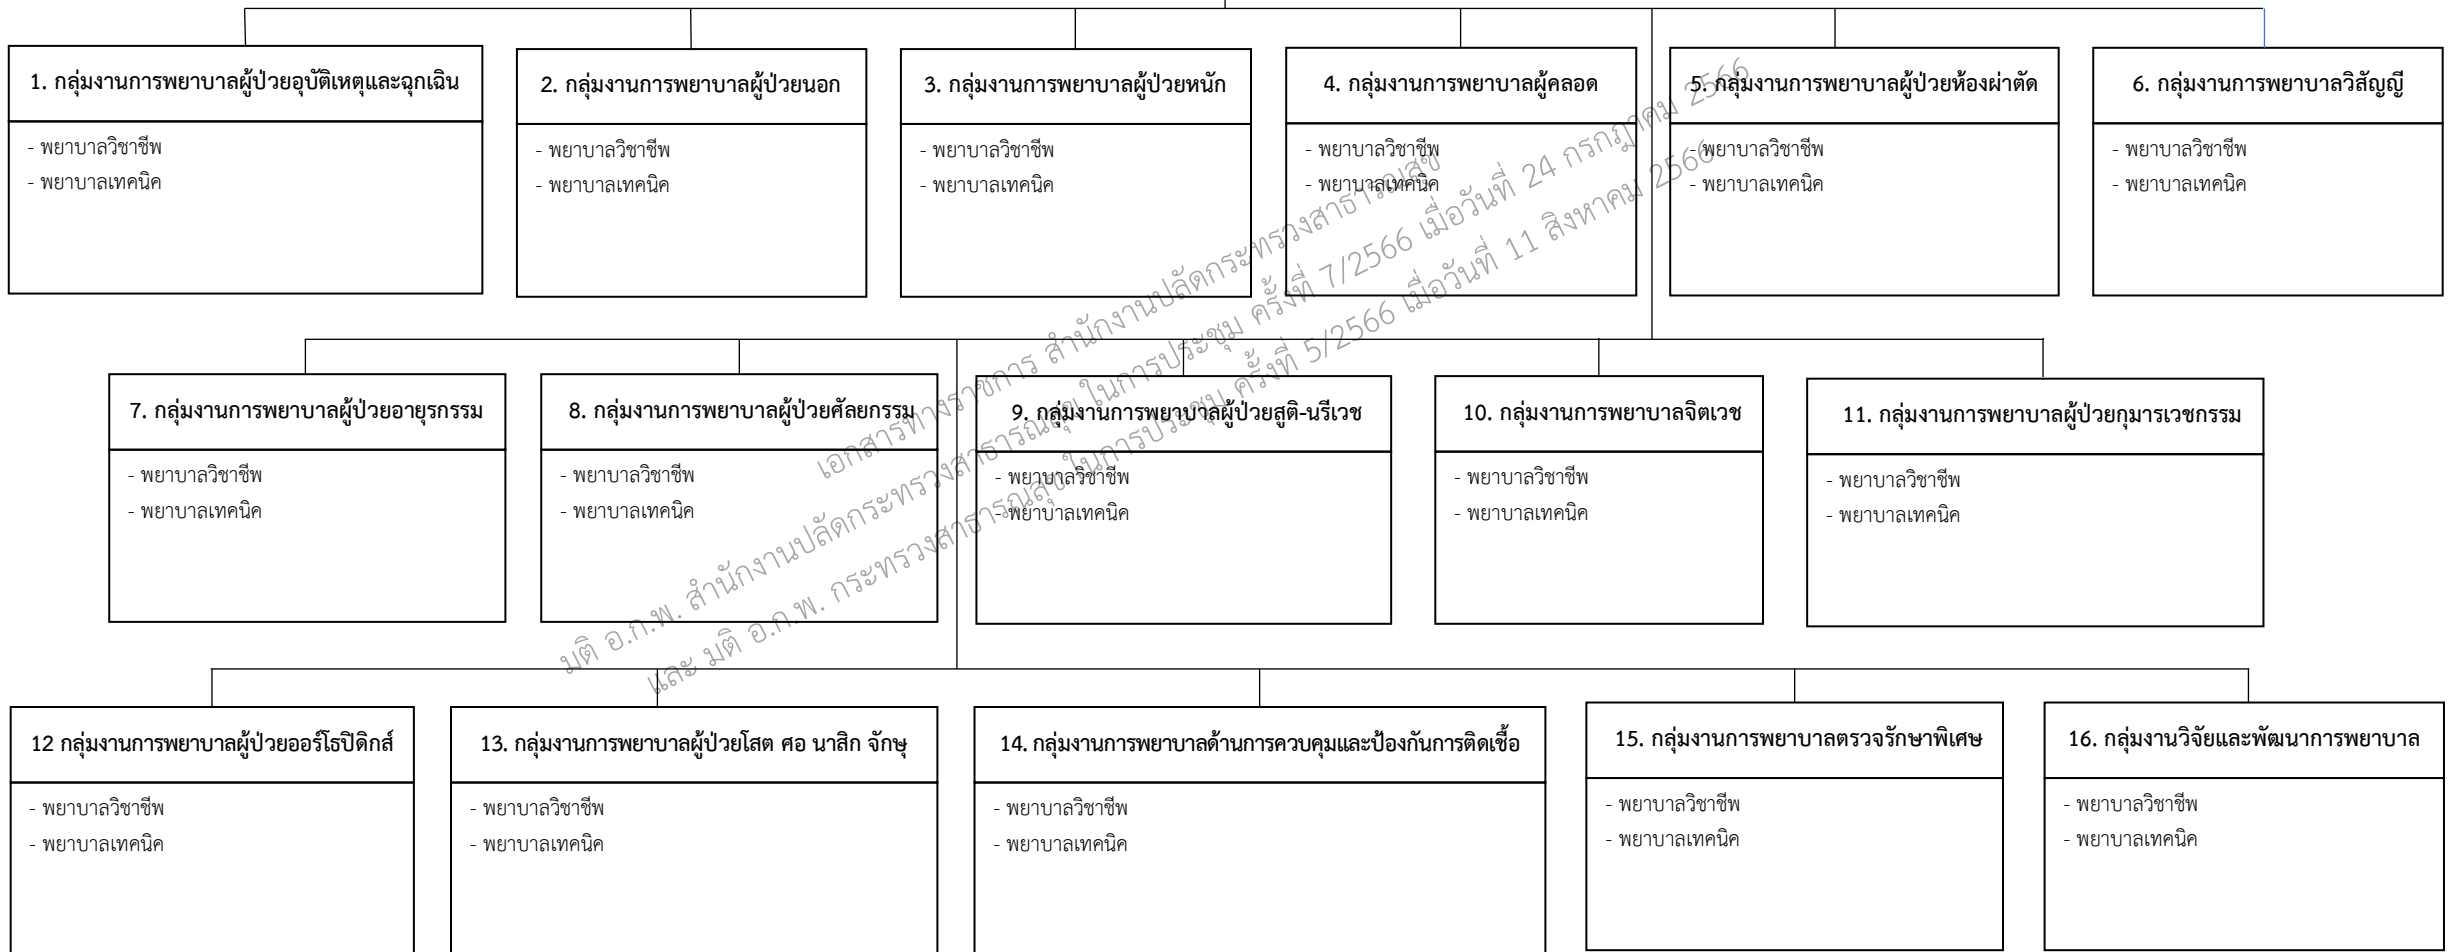 1. กลุ่มงานการพยาบาลผู้ป่วยอุบัติเหตุและฉุกเฉิน
- พยาบาลวิชาชีพ
- พยาบาลเทคนิค
2. กลุ่มงานการพยาบาลผู้ป่วยนอก
- พยาบาลวิชาชีพ
- พยาบาลเทคนิค
3. กลุ่มงานการพยาบาลผู้ป่วยหนัก
- พยาบาลวิชาชีพ
- พยาบาลเทคนิค
4. กลุ่มงานการพยาบาลผู้คลอด
- พยาบาลวิชาชีพ
- พยาบาลเทคนิค
5. กลุ่มงานการพยาบาลผู้ป่วยห้องผ่าตัด
- พยาบาลวิชาชีพ
- พยาบาลเทคนิค
6. กลุ่มงานการพยาบาลวิสัญญี
- พยาบาลวิชาชีพ
- พยาบาลเทคนิค
7. กลุ่มงานการพยาบาลผู้ป่วยอายุรกรรม
- พยาบาลวิชาชีพ
- พยาบาลเทคนิค
8. กลุ่มงานการพยาบาลผู้ป่วยศัลยกรรม
- พยาบาลวิชาชีพ
- พยาบาลเทคนิค
9. กลุ่มงานการพยาบาลผู้ป่วยสูติ-นรีเวช
- พยาบาลวิชาชีพ
- พยาบาลเทคนิค
10. กลุ่มงานการพยาบาลจิตเวช
- พยาบาลวิชาชีพ
- พยาบาลเทคนิค
11. กลุ่มงานการพยาบาลผู้ป่วยกุมารเวชกรรม
- พยาบาลวิชาชีพ
- พยาบาลเทคนิค
12 กลุ่มงานการพยาบาลผู้ป่วยออร์โธปิดิกส์
- พยาบาลวิชาชีพ
- พยาบาลเทคนิค
13. กลุ่มงานการพยาบาลผู้ป่วยโสต ศอ นาสิก จักษุ
- พยาบาลวิชาชีพ
- พยาบาลเทคนิค
14. กลุ่มงานการพยาบาลด้านการควบคุมและป้องกันการติดเชื้อ
- พยาบาลวิชาชีพ
- พยาบาลเทคนิค
15. กลุ่มงานการพยาบาลตรวจรักษาพิเศษ
- พยาบาลวิชาชีพ
- พยาบาลเทคนิค
16. กลุ่มงานวิจัยและพัฒนาการพยาบาล
- พยาบาลวิชาชีพ
- พยาบาลเทคนิค
เอกสารทางราชการ สำนักงานปลัดกระทรวงสาธารณสุข
มติ อ.ก.พ. สำนักงานปลัดกระทรวงสาธารณสุข ในการประชุม ครั้งที่ 7/2566 เมื่อวันที่ 24 กรกฎาคม 2566
และ มติ อ.ก.พ. กระทรวงสาธารณสุข ในการประชุม ครั้งที่ 5/2566 เมื่อวันที่ 11 สิงหาคม 2566